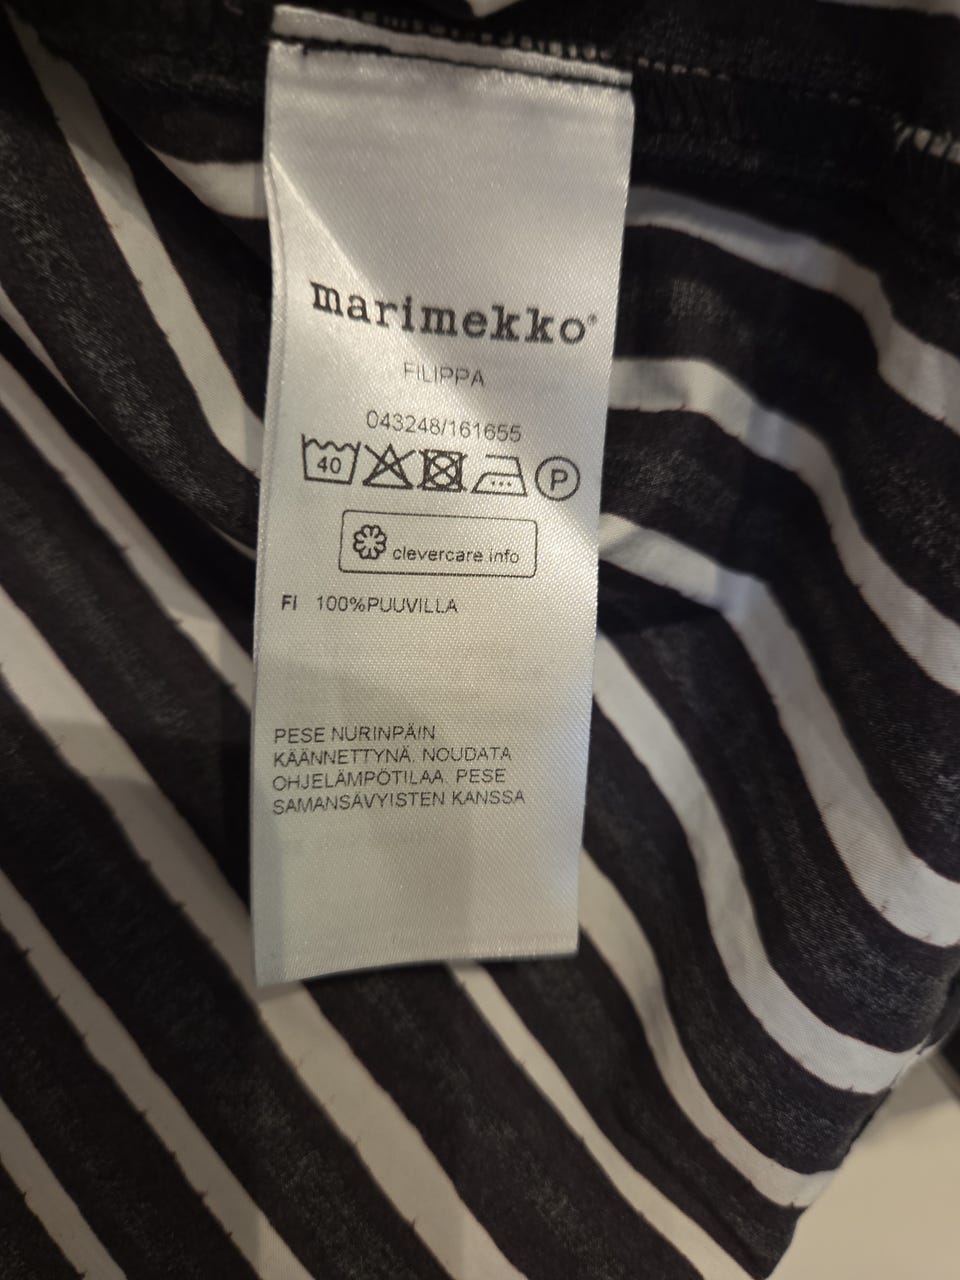 marimekko®
FILIPPA
043248/161655
40 P
clevercare info
FI 100%PUUVILLA
PESE NURINPÄIN
KÄÄNNETTYNÄ. NOUDATA
OHJELÄMPÖTILAA. PESE
SAMANSÄVYISTEN KANSSA